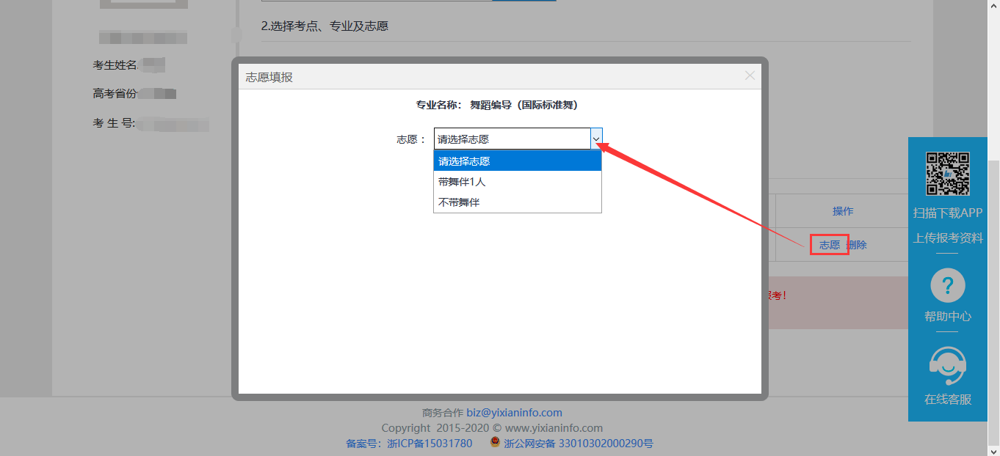 2.选择考点、专业及志愿
考生姓名:
高考省份:
考 生 号:
志愿填报
专业名称： 舞蹈编导（国际标准舞）
志愿： 请选择志愿
请选择志愿
带舞伴1人
不带舞伴
操作
志愿 删除
报考！
扫描下载APP
上传报考资料
?
帮助中心
在线客服
商务合作 biz@yixianinfo.com
Copyright 2015-2020 © www.yixianinfo.com
备案号：浙ICP备15031780 浙公网安备 33010302000290号